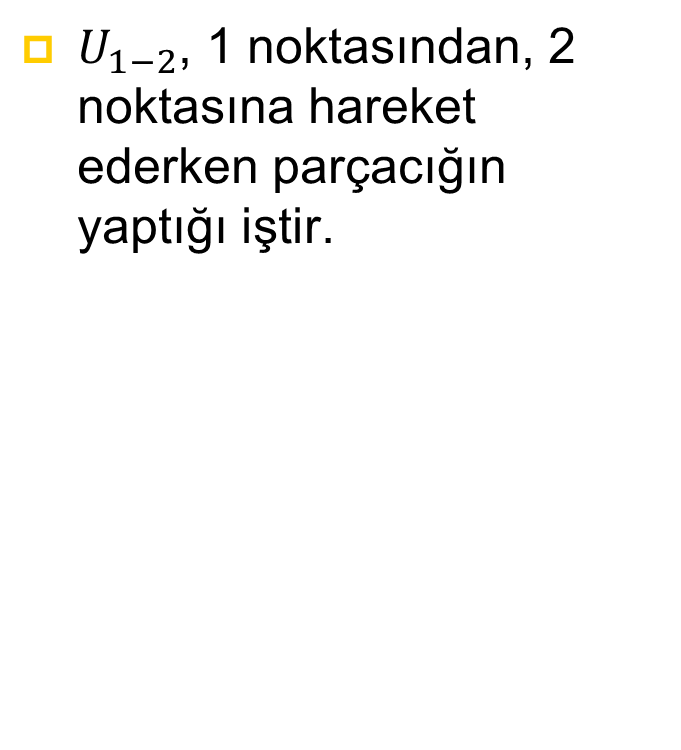 U₁₋₂, 1 noktasından, 2
noktasına hareket
ederken parçacığın
yaptığı iştir.